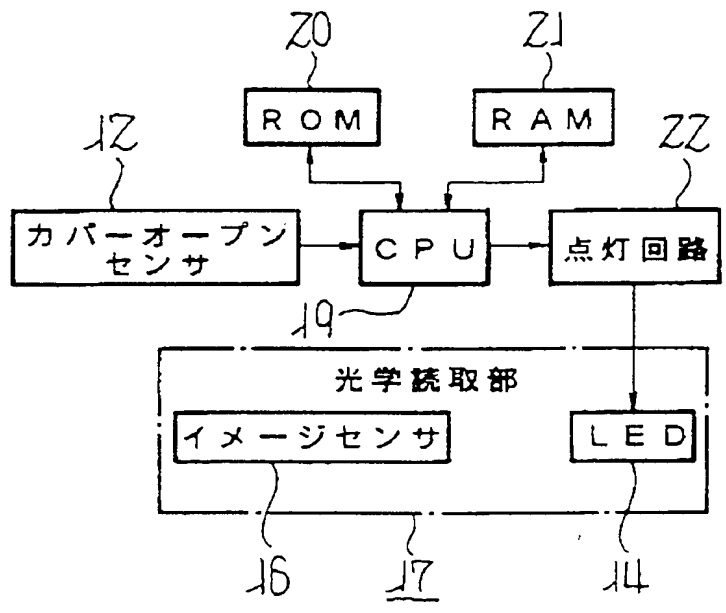 20
21
ROM
RAM
12
22
カバーオープン
センサ
CPU
点灯回路
19
光学読取部
イメージセンサ
LED
16
17
14